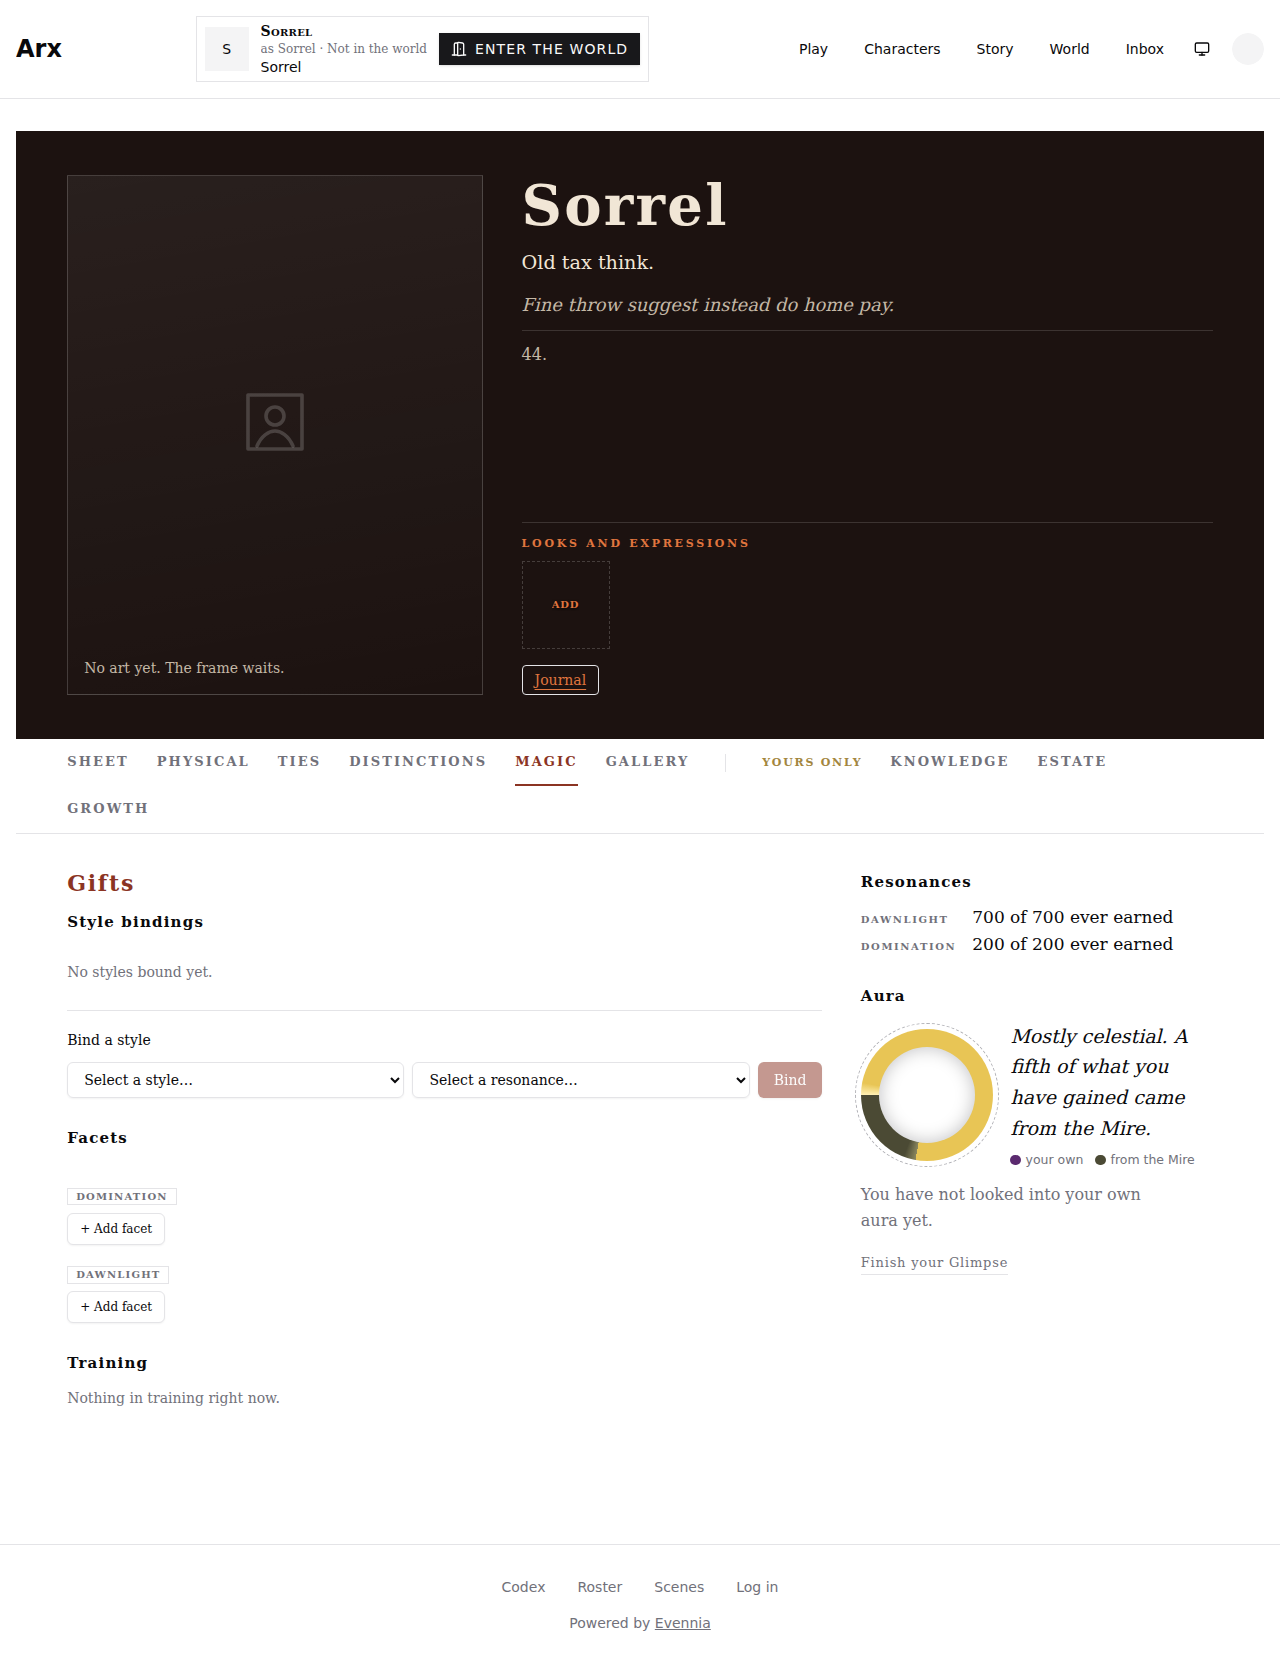 Arx
S
Sorrel
as Sorrel · Not in the world
Sorrel
ENTER THE WORLD
Play
Characters
Story
World
Inbox
No art yet. The frame waits.
Sorrel
Old tax think.
Fine throw suggest instead do home pay.
44.
LOOKS AND EXPRESSIONS
ADD
Journal
SHEET
PHYSICAL
TIES
DISTINCTIONS
MAGIC
GALLERY
YOURS ONLY
KNOWLEDGE
ESTATE
GROWTH
Gifts
Style bindings
No styles bound yet.
Bind a style
Select a style...
Select a resonance...
Bind
Facets
DOMINATION
+ Add facet
DAWNLIGHT
+ Add facet
Training
Nothing in training right now.
Resonances
DAWNLIGHT 700 of 700 ever earned
DOMINATION 200 of 200 ever earned
Aura
Mostly celestial. A
fifth of what you
have gained came
from the Mire.
your own
from the Mire
You have not looked into your own
aura yet.
Finish your Glimpse
Codex
Roster
Scenes
Log in
Powered by Evennia